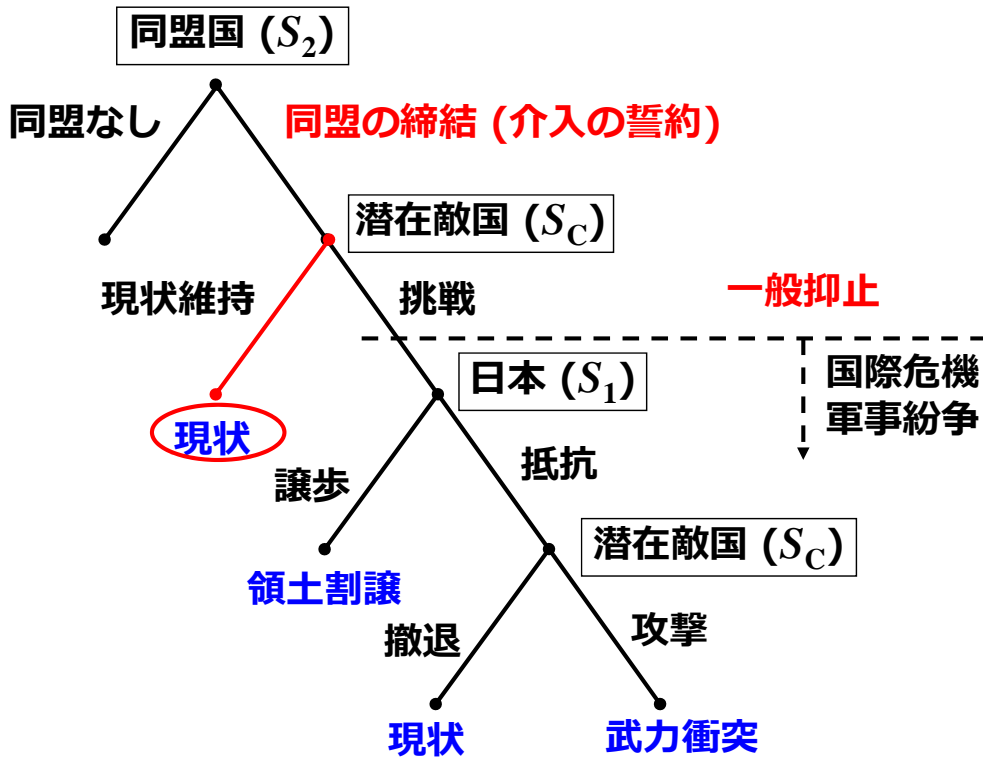 同盟国 (S2)
同盟なし
同盟の締結 (介入の誓約)
潜在敵国 (SC)
現状維持
挑戦
一般抑止
日本 (S1)
国際危機
軍事紛争
現状
譲歩
抵抗
潜在敵国 (SC)
領土割譲
撤退
攻撃
現状
武力衝突